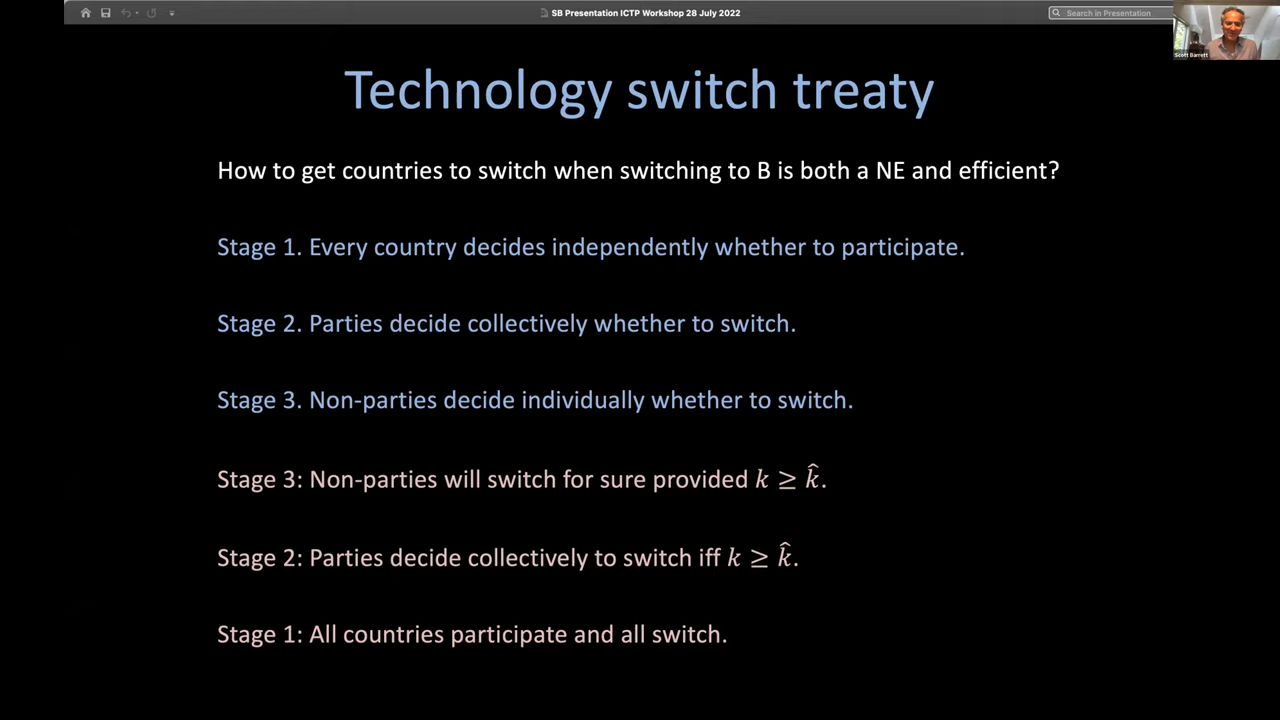 SB Presentation ICTP Workshop 28 July 2022
Search in Presentation
Scott Barrett
Technology switch treaty
How to get countries to switch when switching to B is both a NE and efficient?
Stage 1. Every country decides independently whether to participate.
Stage 2. Parties decide collectively whether to switch.
Stage 3. Non-parties decide individually whether to switch.
Stage 3: Non-parties will switch for sure provided k ≥ k̂.
Stage 2: Parties decide collectively to switch iff k ≥ k̂.
Stage 1: All countries participate and all switch.